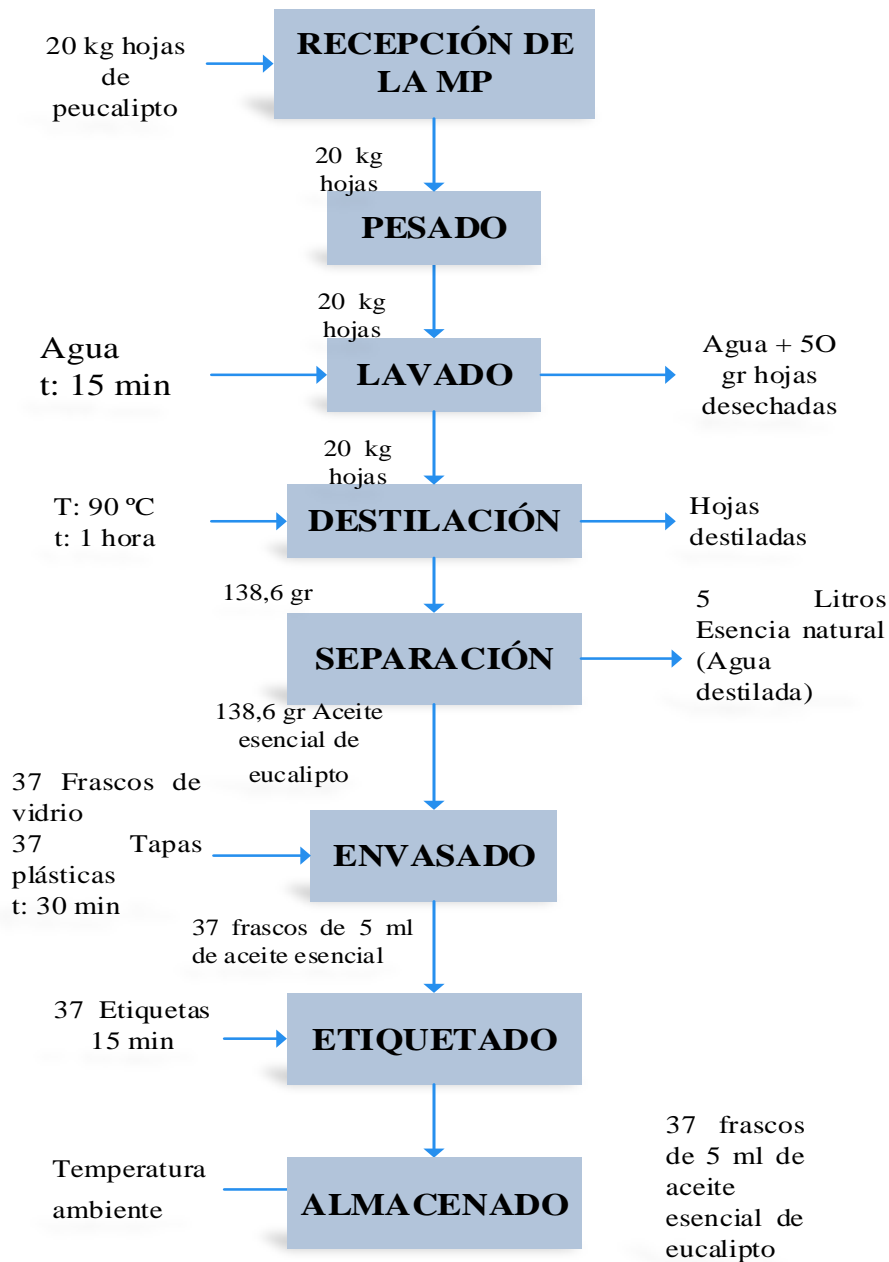 20 kg hojas
de
peucalipto
RECEPCIÓN DE
LA MP
20 kg
hojas
PESADO
20 kg
hojas
Agua
t: 15 min
LAVADO
Agua + 5O
gr hojas
desechadas
20 kg
hojas
T: 90 ºC
t: 1 hora
DESTILACIÓN
Hojas
destiladas
138,6 gr
SEPARACIÓN
5 Litros
Esencia natural
(Agua
destilada)
138,6 gr Aceite
esencial de
eucalipto
37 Frascos de
vidrio
37 Tapas
plásticas
t: 30 min
ENVASADO
37 frascos de 5 ml
de aceite esencial
37 Etiquetas
15 min
ETIQUETADO
Temperatura
ambiente
ALMACENADO
37 frascos
de 5 ml de
aceite
esencial de
eucalipto